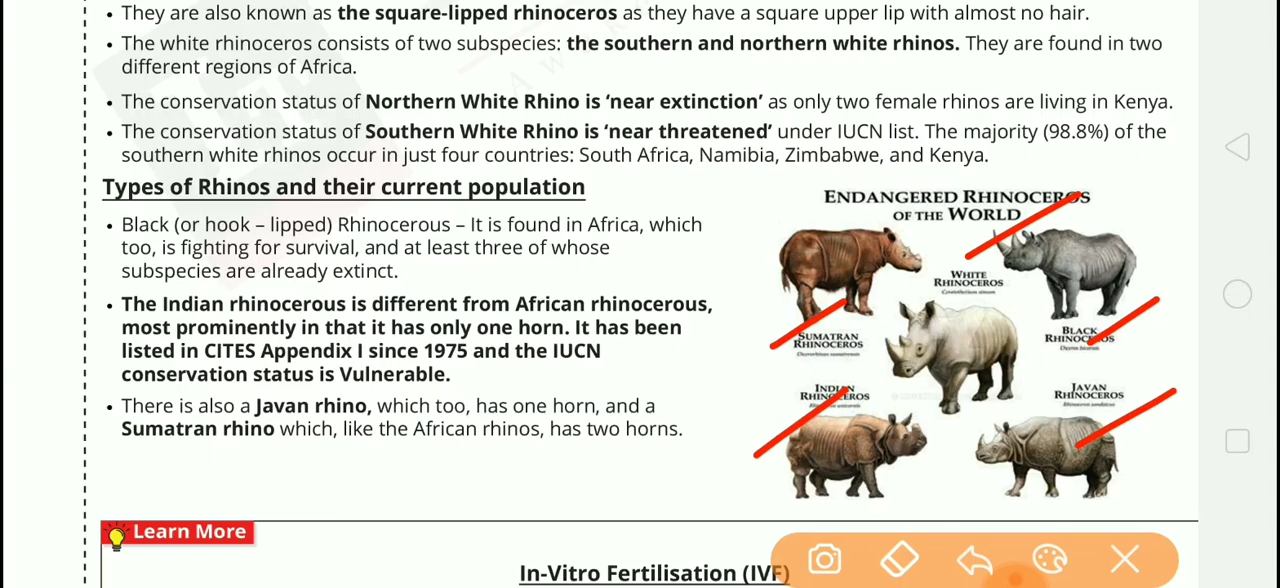 • They are also known as the square-lipped rhinoceros as they have a square upper lip with almost no hair.
• The white rhinoceros consists of two subspecies: the southern and northern white rhinos. They are found in two
different regions of Africa.
• The conservation status of Northern White Rhino is ‘near extinction’ as only two female rhinos are living in Kenya.
• The conservation status of Southern White Rhino is ‘near threatened’ under IUCN list. The majority (98.8%) of the
southern white rhinos occur in just four countries: South Africa, Namibia, Zimbabwe, and Kenya.
Types of Rhinos and their current population
• Black (or hook – lipped) Rhinocerous – It is found in Africa, which
too, is fighting for survival, and at least three of whose
subspecies are already extinct.
• The Indian rhinocerous is different from African rhinocerous,
most prominently in that it has only one horn. It has been
listed in CITES Appendix I since 1975 and the IUCN
conservation status is Vulnerable.
• There is also a Javan rhino, which too, has one horn, and a
Sumatran rhino which, like the African rhinos, has two horns.
ENDANGERED RHINOCEROS
OF THE WORLD
WHITE
RHINOCEROS
SUMATRAN
RHINOCEROS
BLACK
RHINOCEROS
INDIAN
RHINOCEROS
JAVAN
RHINOCEROS
Learn More
In-Vitro Fertilisation (IVF)